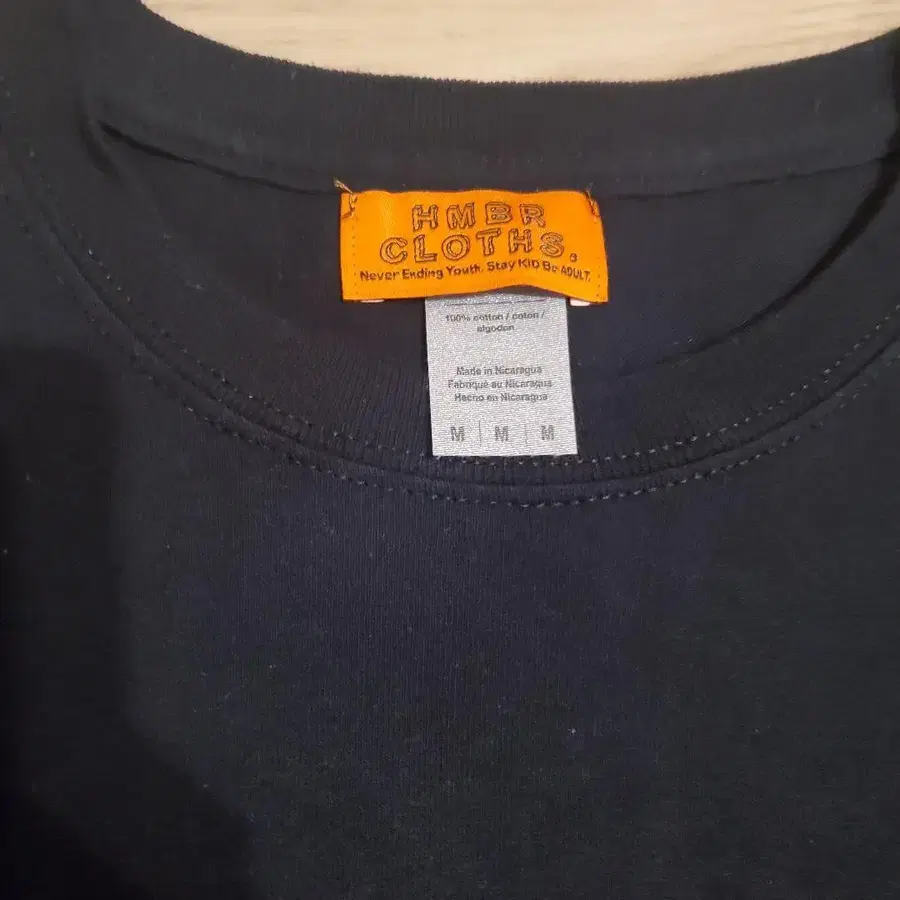 HMBR
CLOTHS.
Never Ending Youth. Stay KID Be ADULT.
100% cotton / coton /
algodon
Made in Nicaragua
Fabriqué au Nicaragua
Hecho en Nicaragua
M M M